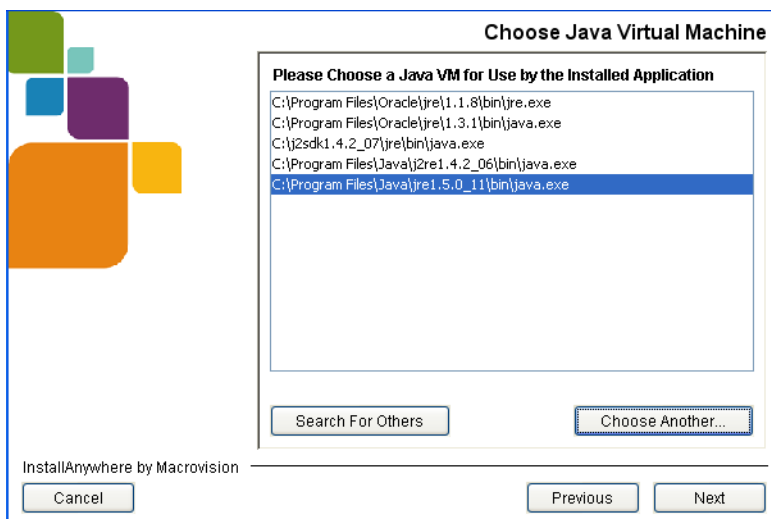 Choose Java Virtual Machine
Please Choose a Java VM for Use by the Installed Application
C:\Program Files\Oracle\jre\1.1.8\bin\jre.exe
C:\Program Files\Oracle\jre\1.3.1\bin\java.exe
C:\j2sdk1.4.2_07\jre\bin\java.exe
C:\Program Files\Java\j2re1.4.2_06\bin\java.exe
C:\Program Files\Java\jre1.5.0_11\bin\java.exe
Search For Others
Choose Another...
InstallAnywhere by Macrovision
Cancel
Previous
Next